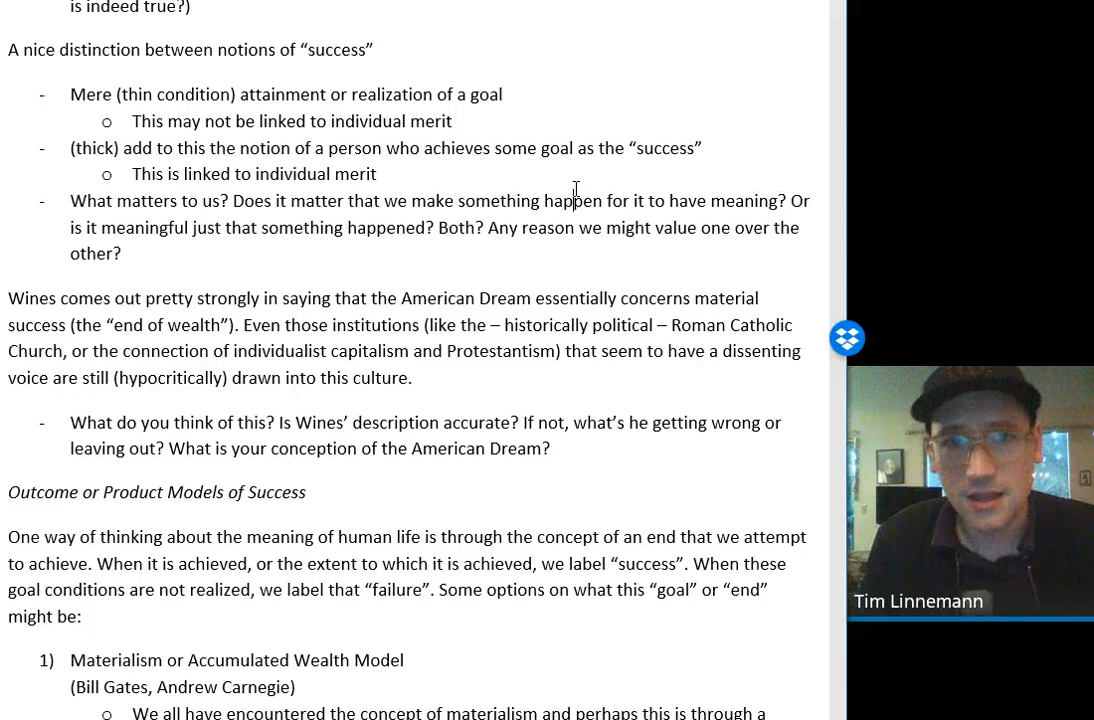 is indeed true?)
A nice distinction between notions of “success”
- Mere (thin condition) attainment or realization of a goal
o This may not be linked to individual merit
- (thick) add to this the notion of a person who achieves some goal as the “success”
o This is linked to individual merit
- What matters to us? Does it matter that we make something happen for it to have meaning? Or
is it meaningful just that something happened? Both? Any reason we might value one over the
other?
Wines comes out pretty strongly in saying that the American Dream essentially concerns material
success (the “end of wealth”). Even those institutions (like the – historically political – Roman Catholic
Church, or the connection of individualist capitalism and Protestantism) that seem to have a dissenting
voice are still (hypocritically) drawn into this culture.
- What do you think of this? Is Wines’ description accurate? If not, what’s he getting wrong or
leaving out? What is your conception of the American Dream?
Outcome or Product Models of Success
One way of thinking about the meaning of human life is through the concept of an end that we attempt
to achieve. When it is achieved, or the extent to which it is achieved, we label “success”. When these
goal conditions are not realized, we label that “failure”. Some options on what this “goal” or “end”
might be:
1) Materialism or Accumulated Wealth Model
(Bill Gates, Andrew Carnegie)
o We all have encountered the concept of materialism and perhaps this is through a
Tim Linnemann